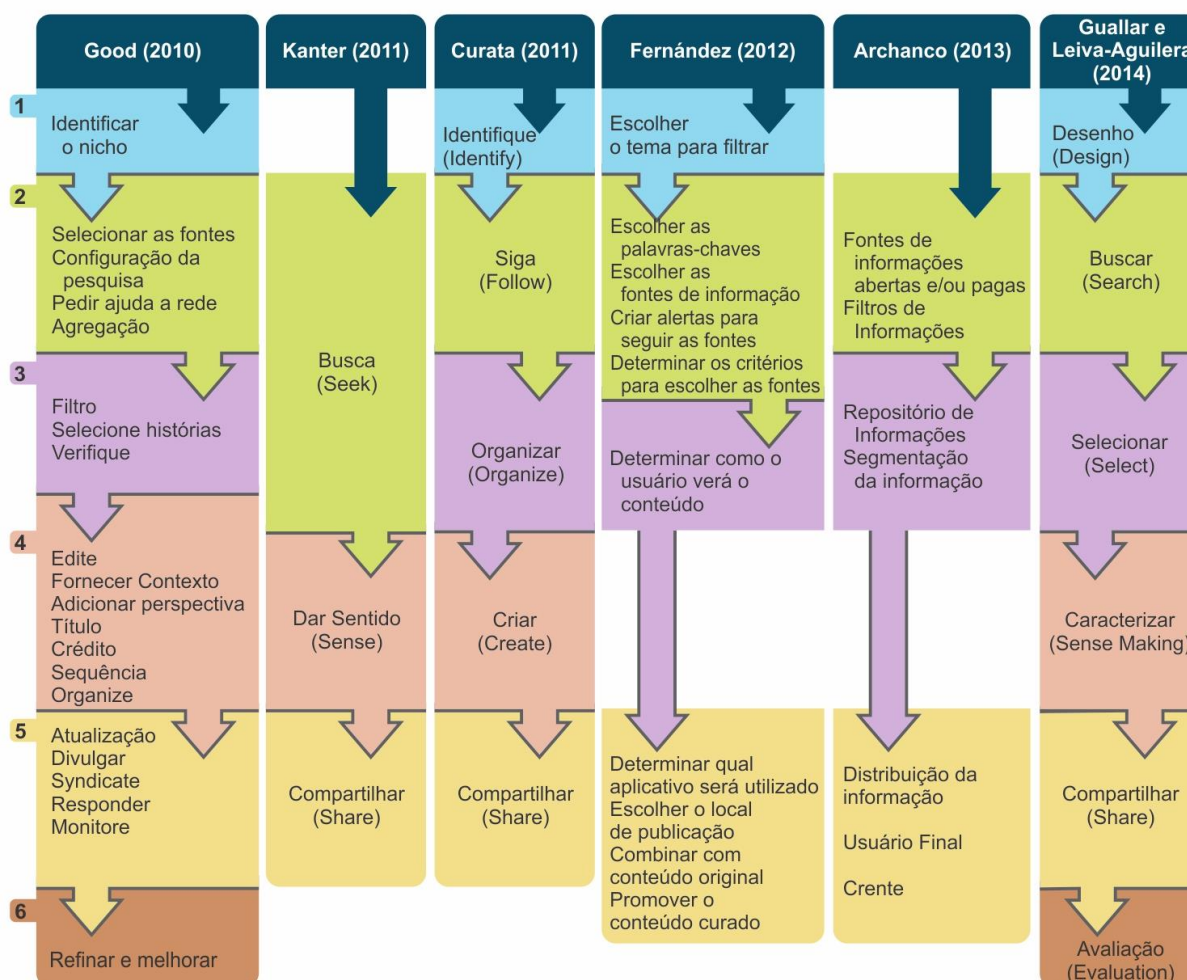 Good (2010)
Kanter (2011)
Curata (2011)
Fernández (2012)
Archanco (2013)
Guallar e
Leiva-Aguilera
(2014)
1
Identificar
o nicho
Identifique
(Identify)
Escolher
o tema para filtrar
Desenho
(Design)
2
Selecionar as fontes
Configuração da
pesquisa
Pedir ajuda a rede
Agregação
Busca
(Seek)
Siga
(Follow)
Escolher as
palavras-chaves
Escolher as
fontes de informação
Criar alertas para
seguir as fontes
Determinar os critérios
para escolher as fontes
Fontes de
informações
abertas e/ou pagas
Filtros de
Informações
Buscar
(Search)
3
Filtro
Selecione histórias
Verifique
Organizar
(Organize)
Determinar como o
usuário verá o
conteúdo
Repositório de
Informações
Segmentação
da informação
Selecionar
(Select)
4
Edite
Fornecer Contexto
Adicionar perspectiva
Título
Crédito
Sequência
Organize
Dar Sentido
(Sense)
Criar
(Create)
Caracterizar
(Sense Making)
5
Atualização
Divulgar
Syndicate
Responder
Monitore
Compartilhar
(Share)
Compartilhar
(Share)
Determinar qual
aplicativo será utilizado
Escolher o local
de publicação
Combinar com
conteúdo original
Promover o
conteúdo curado
Distribuição da
informação
Usuário Final
Crente
Compartilhar
(Share)
6
Refinar e melhorar
Avaliação
(Evaluation)